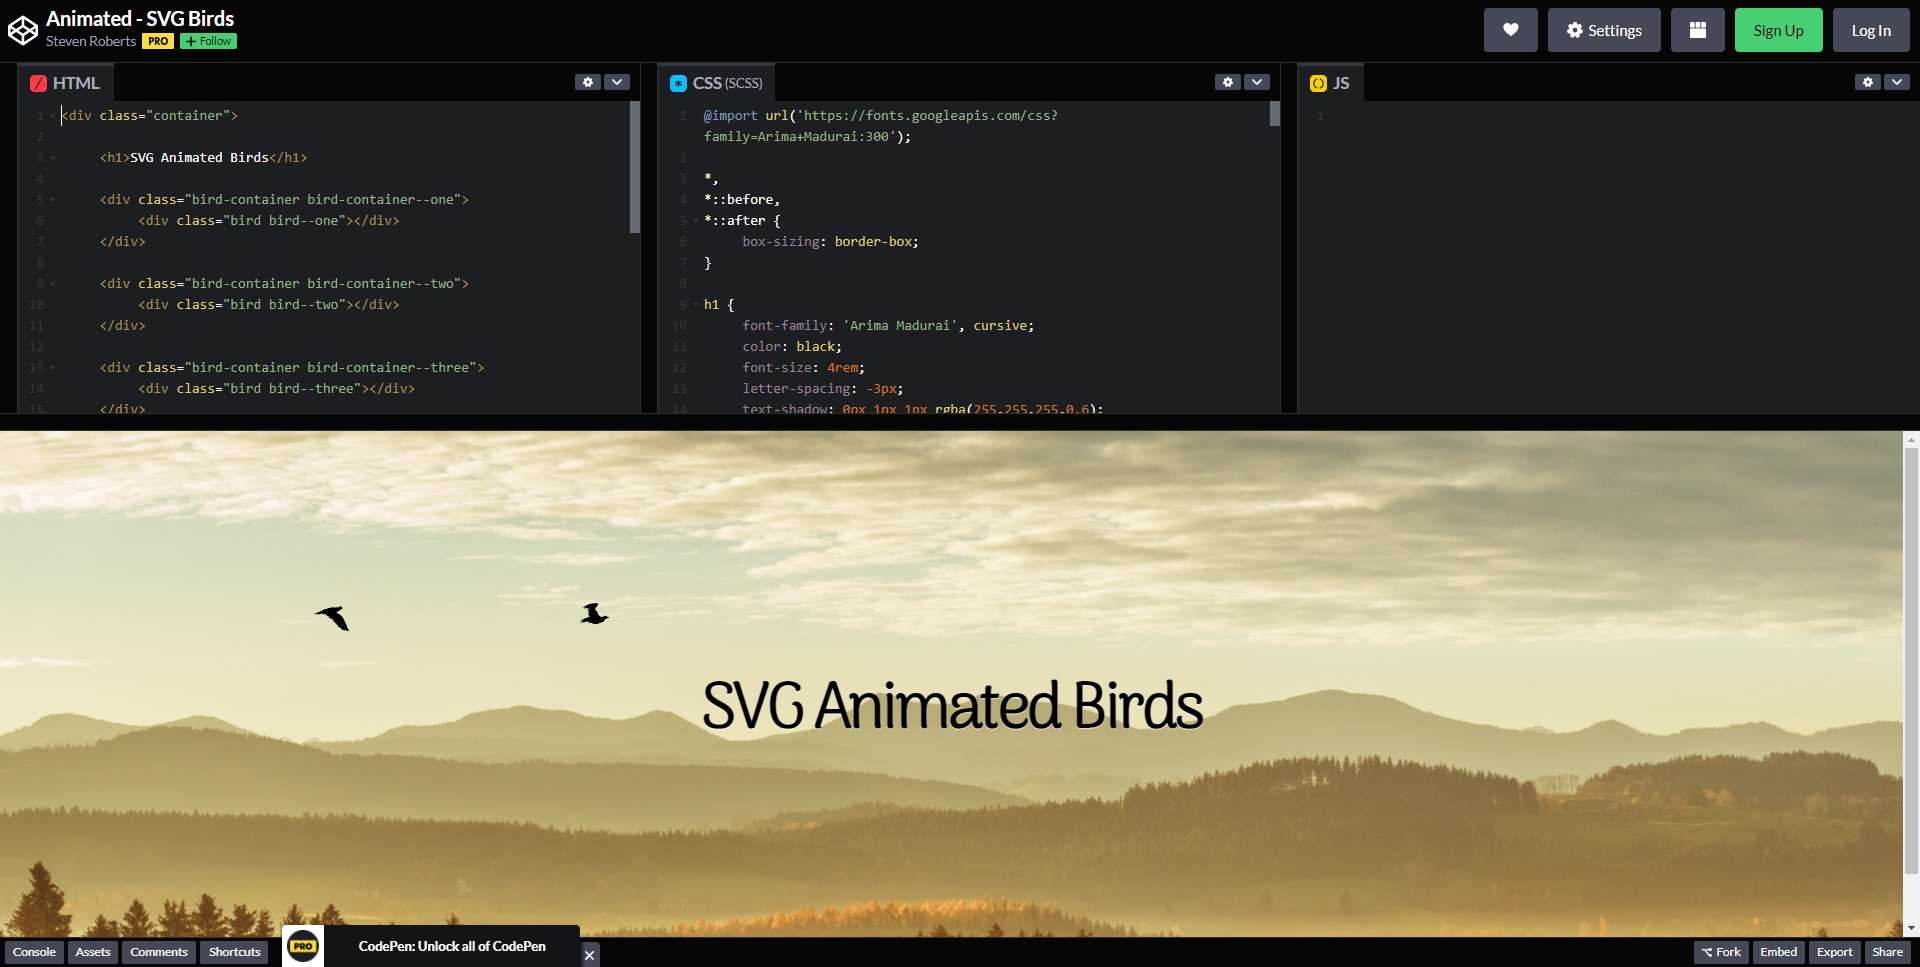 Animated - SVG Birds
Steven Roberts PRO + Follow
Settings
Sign Up
Log In
HTML
1 <div class="container">
2
3 <h1>SVG Animated Birds</h1>
4
5 <div class="bird-container bird-container--one">
6 <div class="bird bird--one"></div>
7 </div>
8
9 <div class="bird-container bird-container--two">
10 <div class="bird bird--two"></div>
11 </div>
12
13 <div class="bird-container bird-container--three">
14 <div class="bird bird--three"></div>
15 </div>
CSS (SCSS)
1 @import url('https://fonts.googleapis.com/css?
family=Arima+Madurai:300');
2
3 *,
4 *::before,
5 *::after {
6 box-sizing: border-box;
7 }
8
9 h1 {
10 font-family: 'Arima Madurai', cursive;
11 color: black;
12 font-size: 4rem;
13 letter-spacing: -3px;
14 text-shadow: 0px 1px 1px rgba(255,255,255,0.6);
JS
1
SVG Animated Birds
Console
Assets
Comments
Shortcuts
PRO
CodePen: Unlock all of CodePen
Fork
Embed
Export
Share